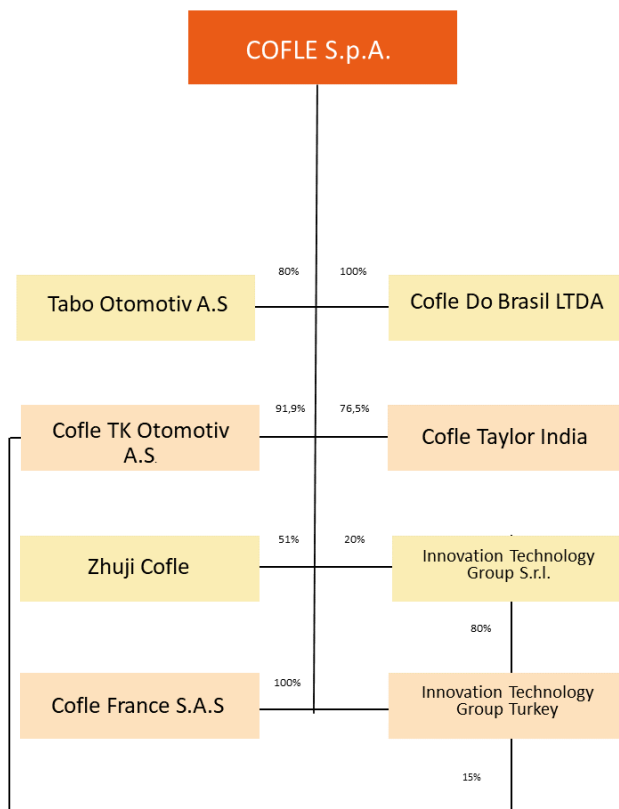 COFLE S.p.A.
80%
100%
Tabo Otomotiv A.S
Cofle Do Brasil LTDA
91,9%
76,5%
Cofle TK Otomotiv
A.S.
Cofle Taylor India
51%
20%
Zhuji Cofle
Innovation Technology
Group S.r.l.
80%
100%
Cofle France S.A.S
Innovation Technology
Group Turkey
15%